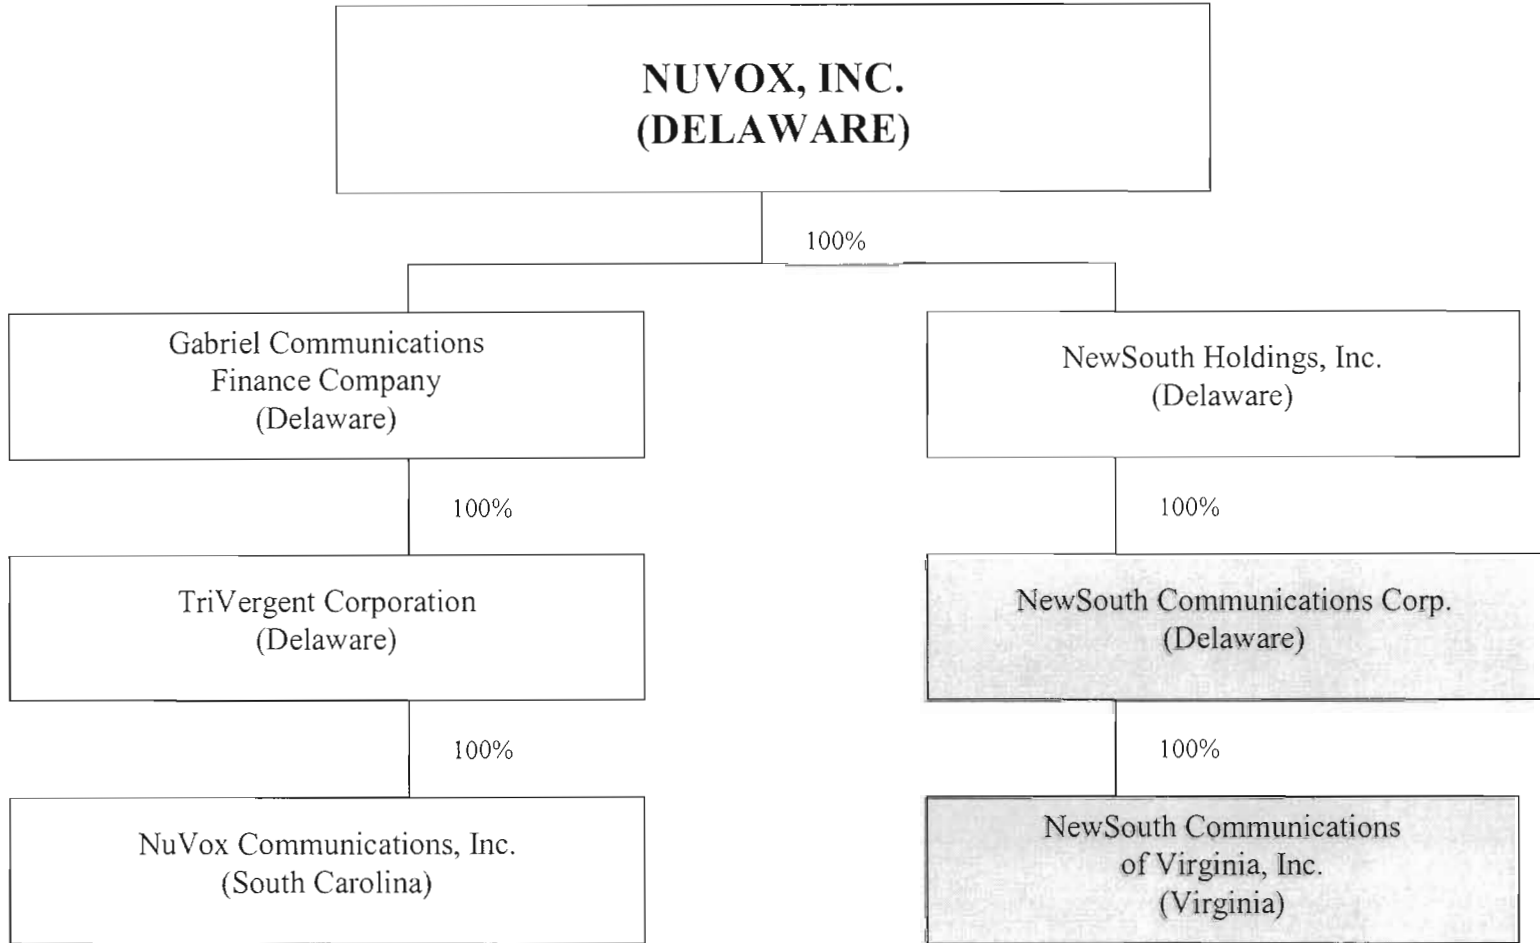 NUVOX, INC.
(DELAWARE)
100%
Gabriel Communications
Finance Company
(Delaware)
NewSouth Holdings, Inc.
(Delaware)
100%
100%
TriVergent Corporation
(Delaware)
NewSouth Communications Corp.
(Delaware)
100%
100%
NuVox Communications, Inc.
(South Carolina)
NewSouth Communications
of Virginia, Inc.
(Virginia)